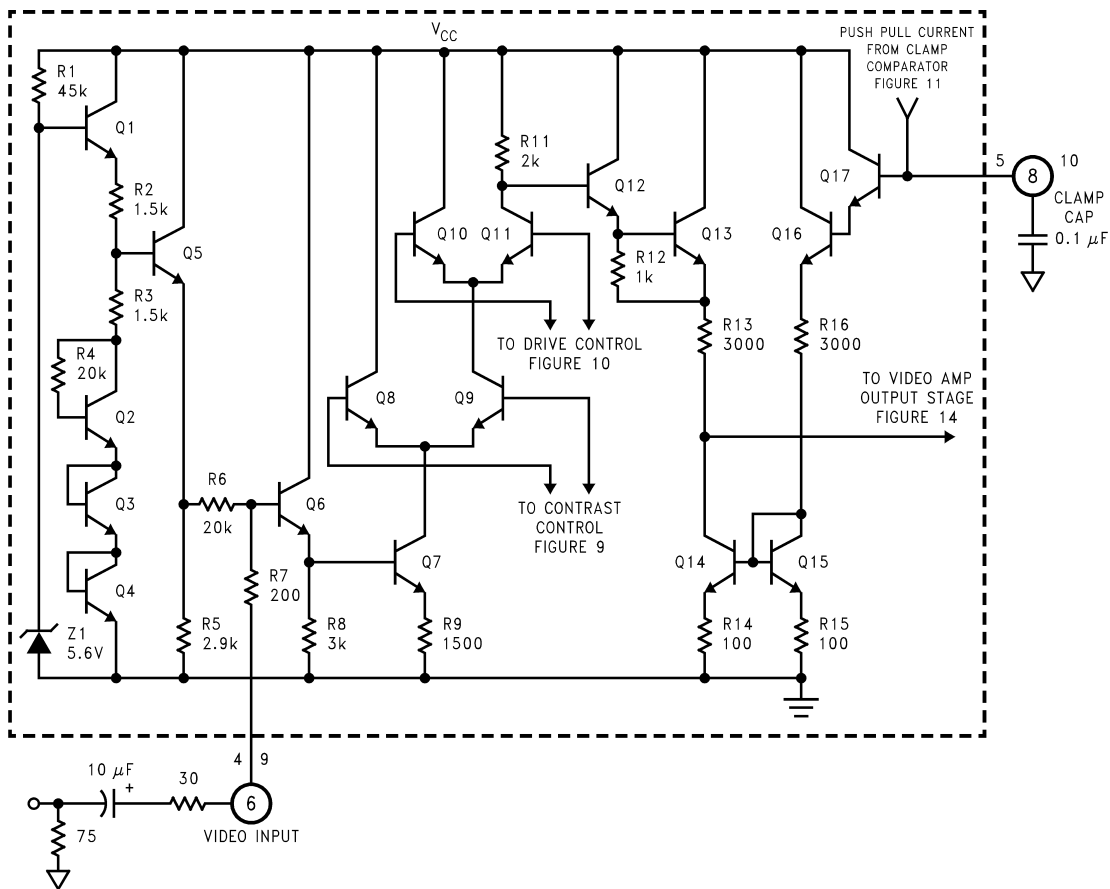 VCC
PUSH PULL CURRENT
FROM CLAMP
COMPARATOR
FIGURE 11
R1
45k
Q1
R11
2k
Q12
Q17
5
8
10
CLAMP
CAP
0.1 μF
R2
1.5k
Q5
Q10
Q11
R12
1k
Q13
Q16
R3
1.5k
R4
20k
TO DRIVE CONTROL
FIGURE 10
R13
3000
R16
3000
Q2
Q8
Q9
TO VIDEO AMP
OUTPUT STAGE
FIGURE 14
Q3
R6
20k
Q6
TO CONTRAST
CONTROL
FIGURE 9
Q4
R7
200
Q7
Q14
Q15
Z1
5.6V
R5
2.9k
R8
3k
R9
1500
R14
100
R15
100
4
9
10 μF
+
30
6
75
VIDEO INPUT